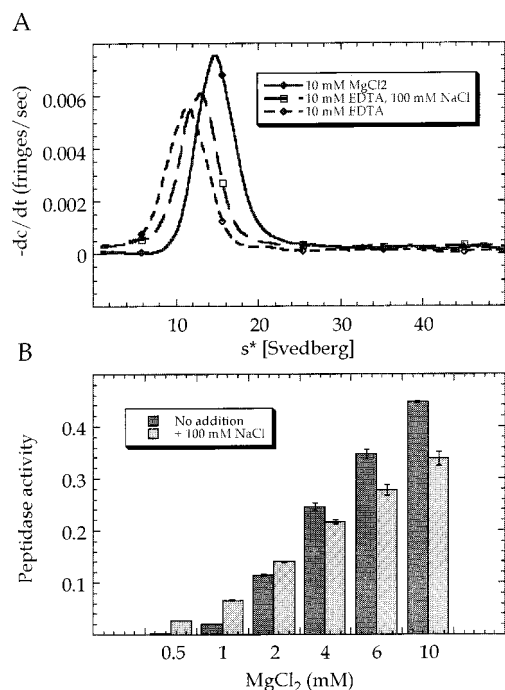 A
-dc/dt (fringes/sec)
0.006
0.004
0.002
0
10 mM MgCl2
10 mM EDTA, 100 mM NaCl
10 mM EDTA
10 20 30 40
s* [Svedberg]
B
Peptidase activity
0.4
0.3
0.2
0.1
No addition
+ 100 mM NaCl
0.5 1 2 4 6 10
MgCl₂ (mM)